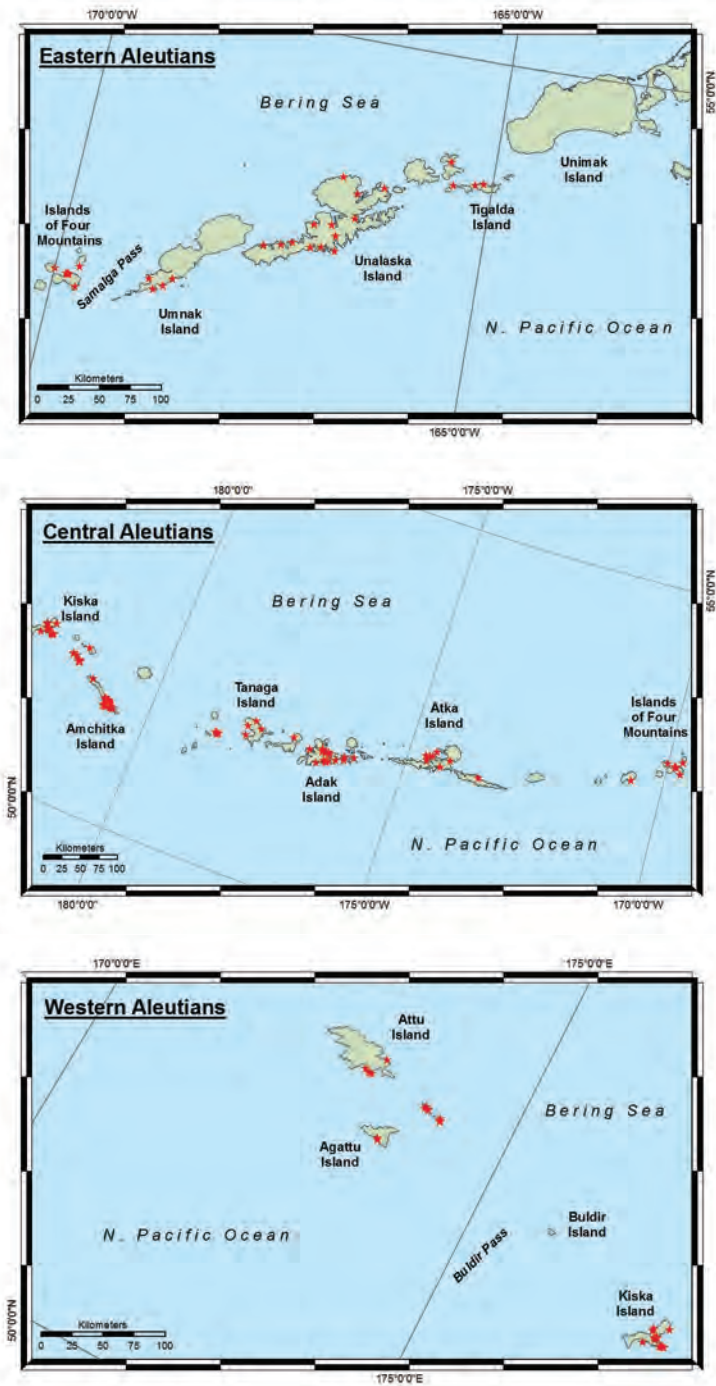 170°0'0"W
165°0'0"W
Eastern Aleutians
Bering Sea
55°0'0"N
Unimak
Island
Islands
of Four
Mountains
Tigalda
Island
Samalga Pass
Unalaska
Island
Umnak
Island
N. Pacific Ocean
Kilometers
0 25 50 75 100
165°0'0"W
180°0'0"
175°0'0"W
Central Aleutians
Kiska
Island
Bering Sea
55°0'0"N
Tanaga
Island
Atka
Island
Islands
of Four
Mountains
Amchitka
Island
Adak
Island
50°0'0"N
N. Pacific Ocean
Kilometers
0 25 50 75 100
180°0'0"
175°0'0"W
170°0'0"W
170°0'0"E
175°0'0"E
Western Aleutians
Attu
Island
Bering Sea
Agattu
Island
N. Pacific Ocean
Buldir Pass
Buldir
Island
Kiska
Island
50°0'0"N
Kilometers
0 25 50 75 100
50°0'0"N
175°0'0"E